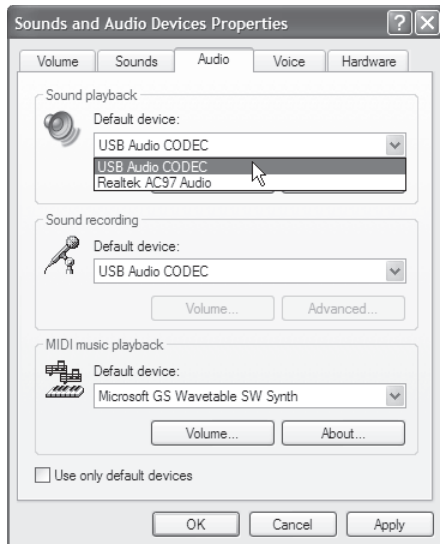 Sounds and Audio Devices Properties
Volume
Sounds
Audio
Voice
Hardware
Sound playback
Default device:
USB Audio CODEC
USB Audio CODEC
Realtek AC97 Audio
Sound recording
Default device:
USB Audio CODEC
Volume...
Advanced...
MIDI music playback
Default device:
Microsoft GS Wavetable SW Synth
Volume...
About...
Use only default devices
OK
Cancel
Apply